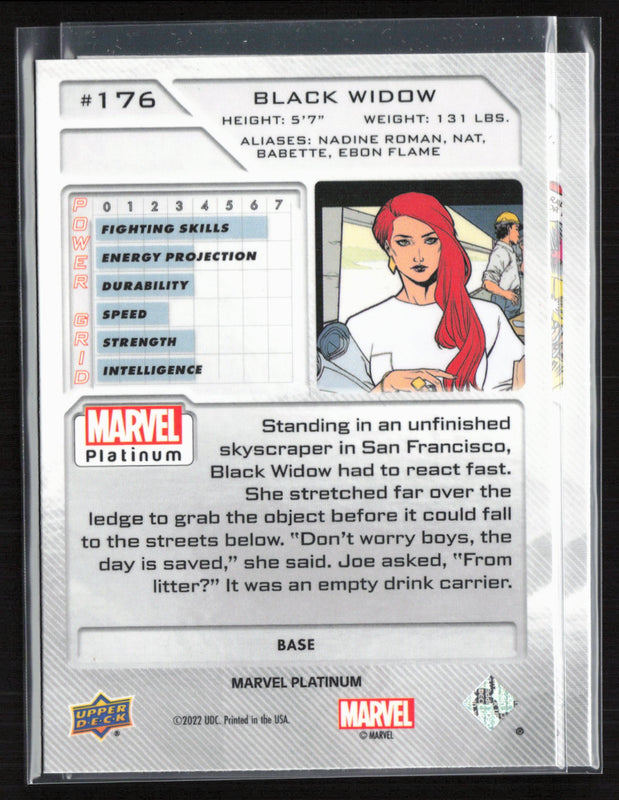 #176
BLACK WIDOW
HEIGHT: 5'7" WEIGHT: 131 LBS.
ALIASES: NADINE ROMAN, NAT,
BABETTE, EBON FLAME
POWER GRID
0 1 2 3 4 5 6 7
FIGHTING SKILLS
ENERGY PROJECTION
DURABILITY
SPEED
STRENGTH
INTELLIGENCE
MARVEL
Platinum
Standing in an unfinished
skyscraper in San Francisco,
Black Widow had to react fast.
She stretched far over the
ledge to grab the object before it could fall
to the streets below. "Don't worry boys, the
day is saved," she said. Joe asked, "From
litter?" It was an empty drink carrier.
BASE
MARVEL PLATINUM
UPPER
DECK
®
©2022 UDC. Printed in the USA.
MARVEL
© MARVEL
®